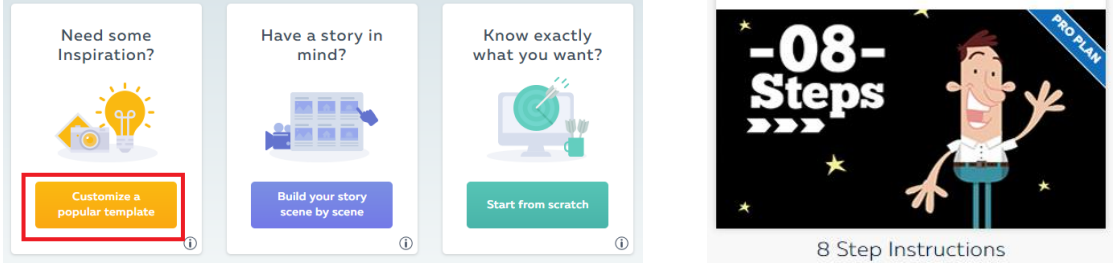 Need some
Inspiration?
Customize a
popular template
Have a story in
mind?
Build your story
scene by scene
Know exactly
what you want?
Start from scratch
-08-
Steps
PRO PLAN
8 Step Instructions